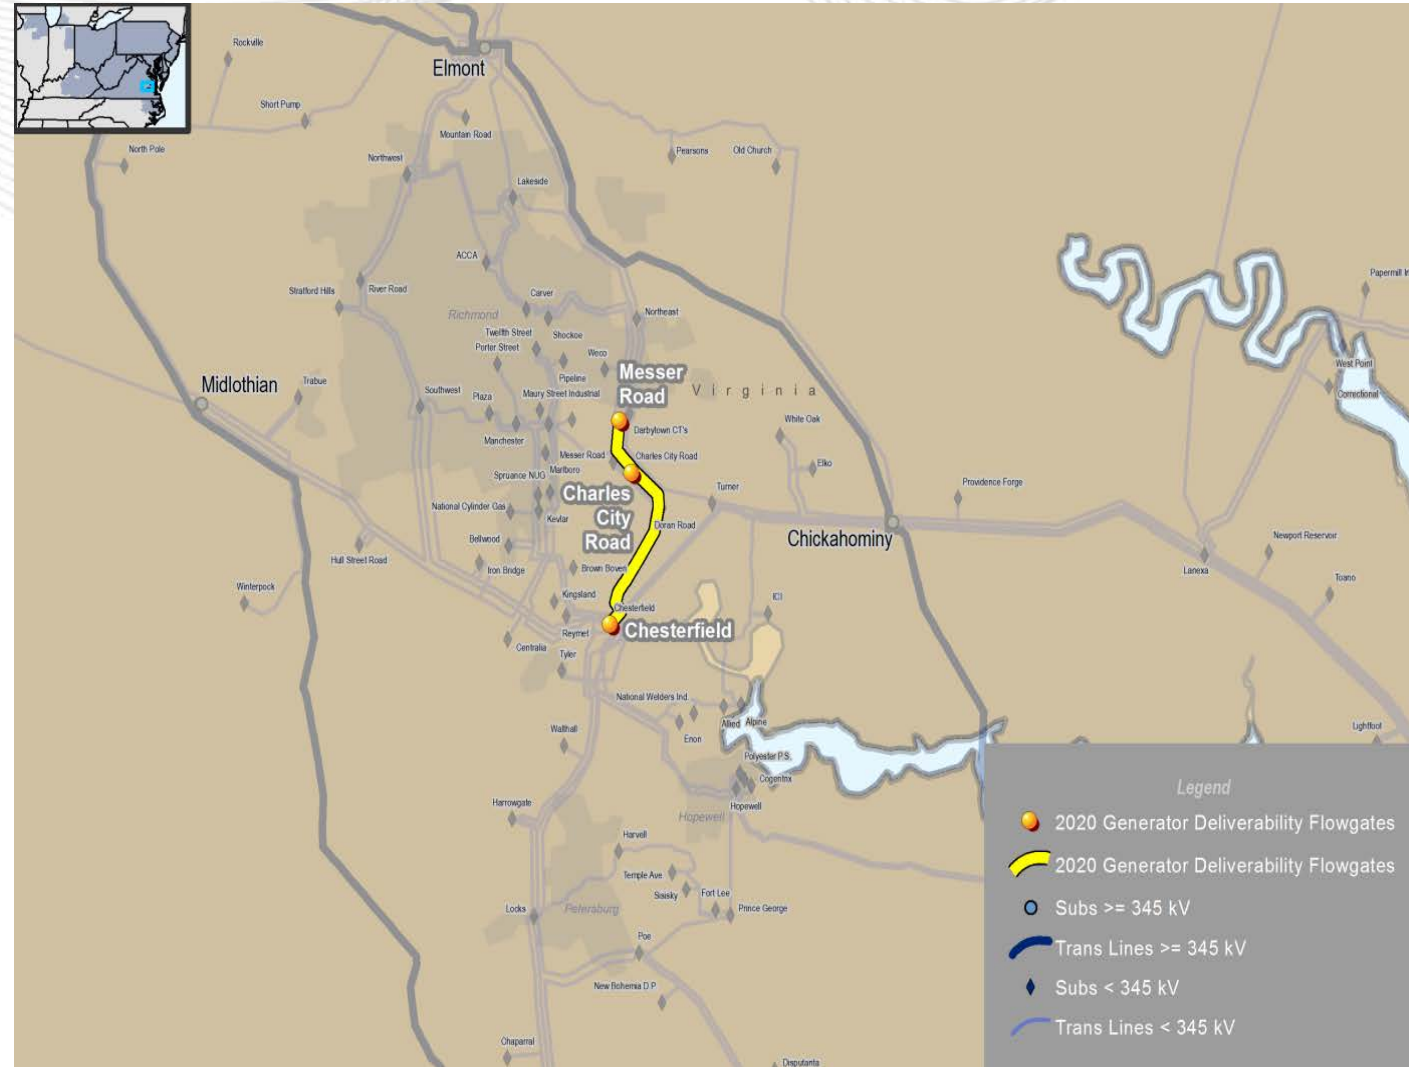 Rockville
Elmont
Short Pump
Mountain Road
North Pole
Northwest
Pearsons
Old Church
Lakeside
ACCA
Stratford Hills
River Road
Carver
Richmond
Northeast
Papermill
Twelfth Street
Shockoe
Porter Street
Weco
West Point
Midlothian
Trabue
Pipeline
Messer
Road
Virginia
Southwest
Plaza
Maury Street Industrial
Correctional
White Oak
Manchester
Darbytown CT's
Messer Road
Charles City Road
Elko
Spruance NUG
Marlboro
Charles
City
Road
Turner
Providence Forge
National Cylinder Gas
Kevlar
Doran Road
Chickahominy
Newport Reservoir
Bellwood
Hull Street Road
Iron Bridge
Brown Boveri
Lanexa
Toano
Winterpock
Kingsland
Chesterfield
ICI
Reymet
Chesterfield
Centralia
Tyler
National Welders Ind.
Allied
Alpine
Lightfoot
Walthall
Enon
Polyester P.S.
Cogentrix
Harrowgate
Hopewell
Hopewell
Harvell
Temple Ave
Sisisky
Fort Lee
Locks
Petersburg
Prince George
Poe
New Bohemia D.P
Chaparral
Disputanta
Legend
2020 Generator Deliverability Flowgates
2020 Generator Deliverability Flowgates
Subs >= 345 kV
Trans Lines >= 345 kV
Subs < 345 kV
Trans Lines < 345 kV